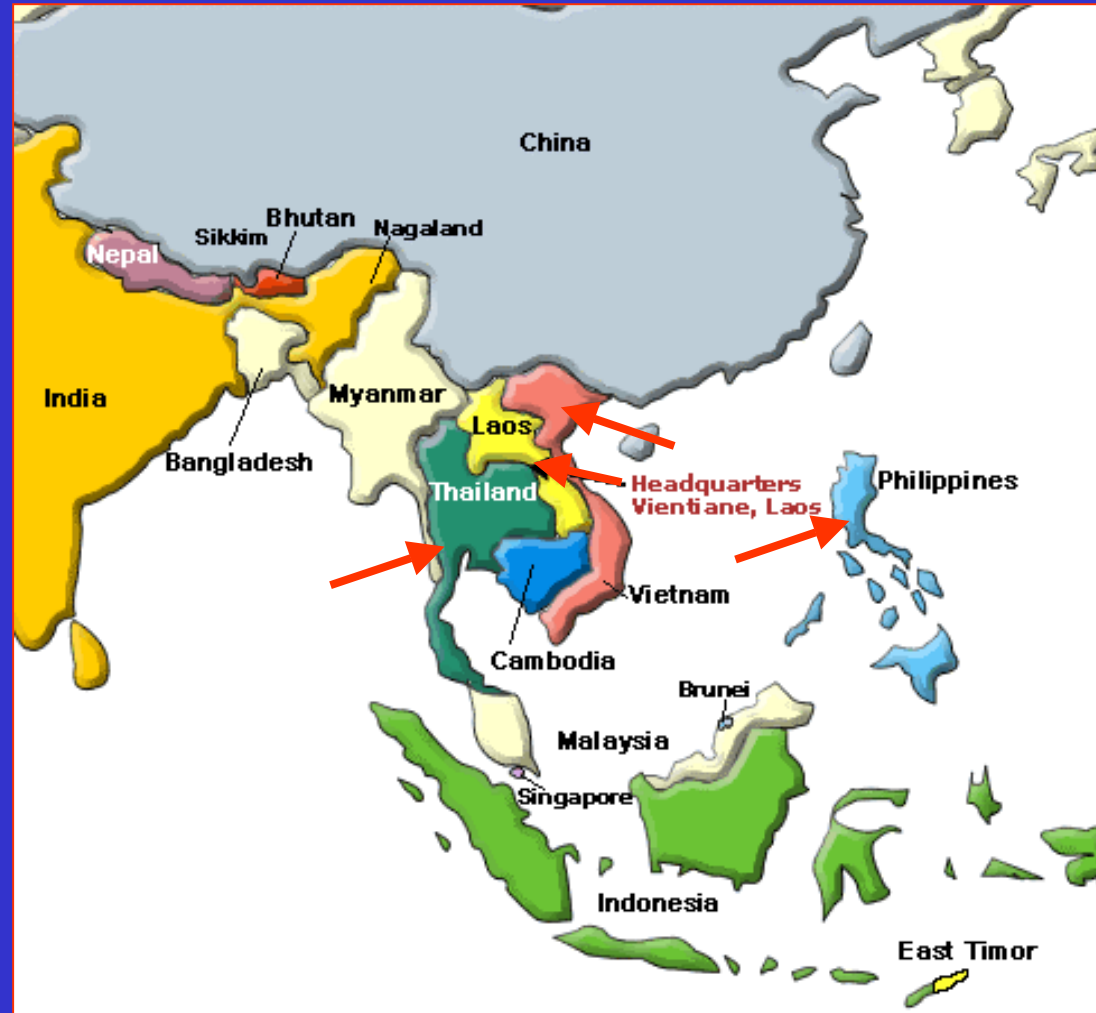 China
Bhutan
Sikkim
Nagaland
Nepal
India
Myanmar
Laos
Bangladesh
Thailand
Headquarters
Vientiane, Laos
Philippines
Vietnam
Cambodia
Brunei
Malaysia
Singapore
Indonesia
East Timor